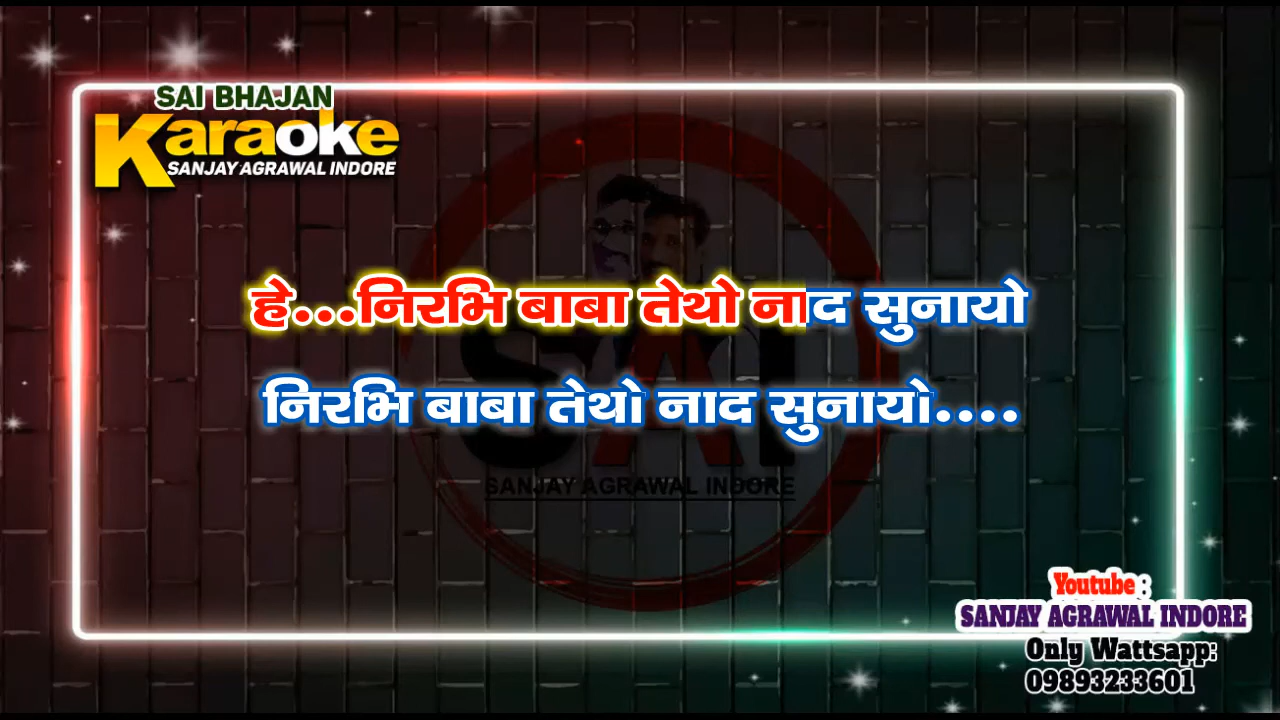 SAI BHAJAN
Karaoke
SANJAY AGRAWAL INDORE
हे...निरभि बाबा तेथो नाद सुनायो
निरभि बाबा तेथो नाद सुनायो....
SAI
SANJAY AGRAWAL INDORE
Youtube :
SANJAY AGRAWAL INDORE
Only Wattsapp:
09893233601